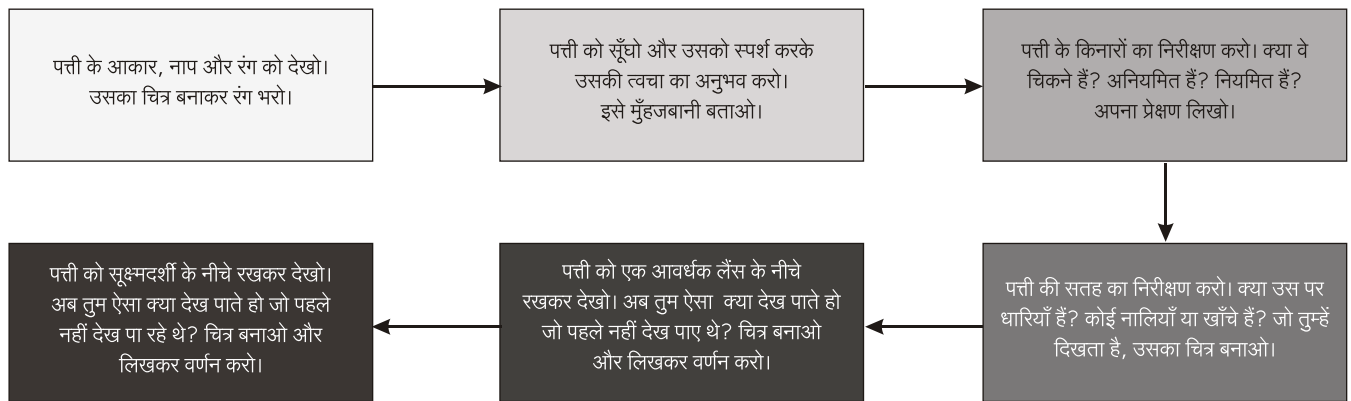 पत्ती के आकार, नाप और रंग को देखो।
उसका चित्र बनाकर रंग भरो।
पत्ती को सूँघो और उसको स्पर्श करके
उसकी त्वचा का अनुभव करो।
इसे मुँहजबानी बताओ।
पत्ती के किनारों का निरीक्षण करो। क्या वे
चिकने हैं? अनियमित हैं? नियमित हैं?
अपना प्रेक्षण लिखो।
पत्ती की सतह का निरीक्षण करो। क्या उस पर
धारियाँ हैं? कोई नालियाँ या खाँचे हैं? जो तुम्हें
दिखता है, उसका चित्र बनाओ।
पत्ती को एक आवर्धक लैंस के नीचे
रखकर देखो। अब तुम ऐसा क्या देख पाते हो
जो पहले नहीं देख पाए थे? चित्र बनाओ
और लिखकर वर्णन करो।
पत्ती को सूक्ष्मदर्शी के नीचे रखकर देखो।
अब तुम ऐसा क्या देख पाते हो जो पहले
नहीं देख पा रहे थे? चित्र बनाओ और
लिखकर वर्णन करो।